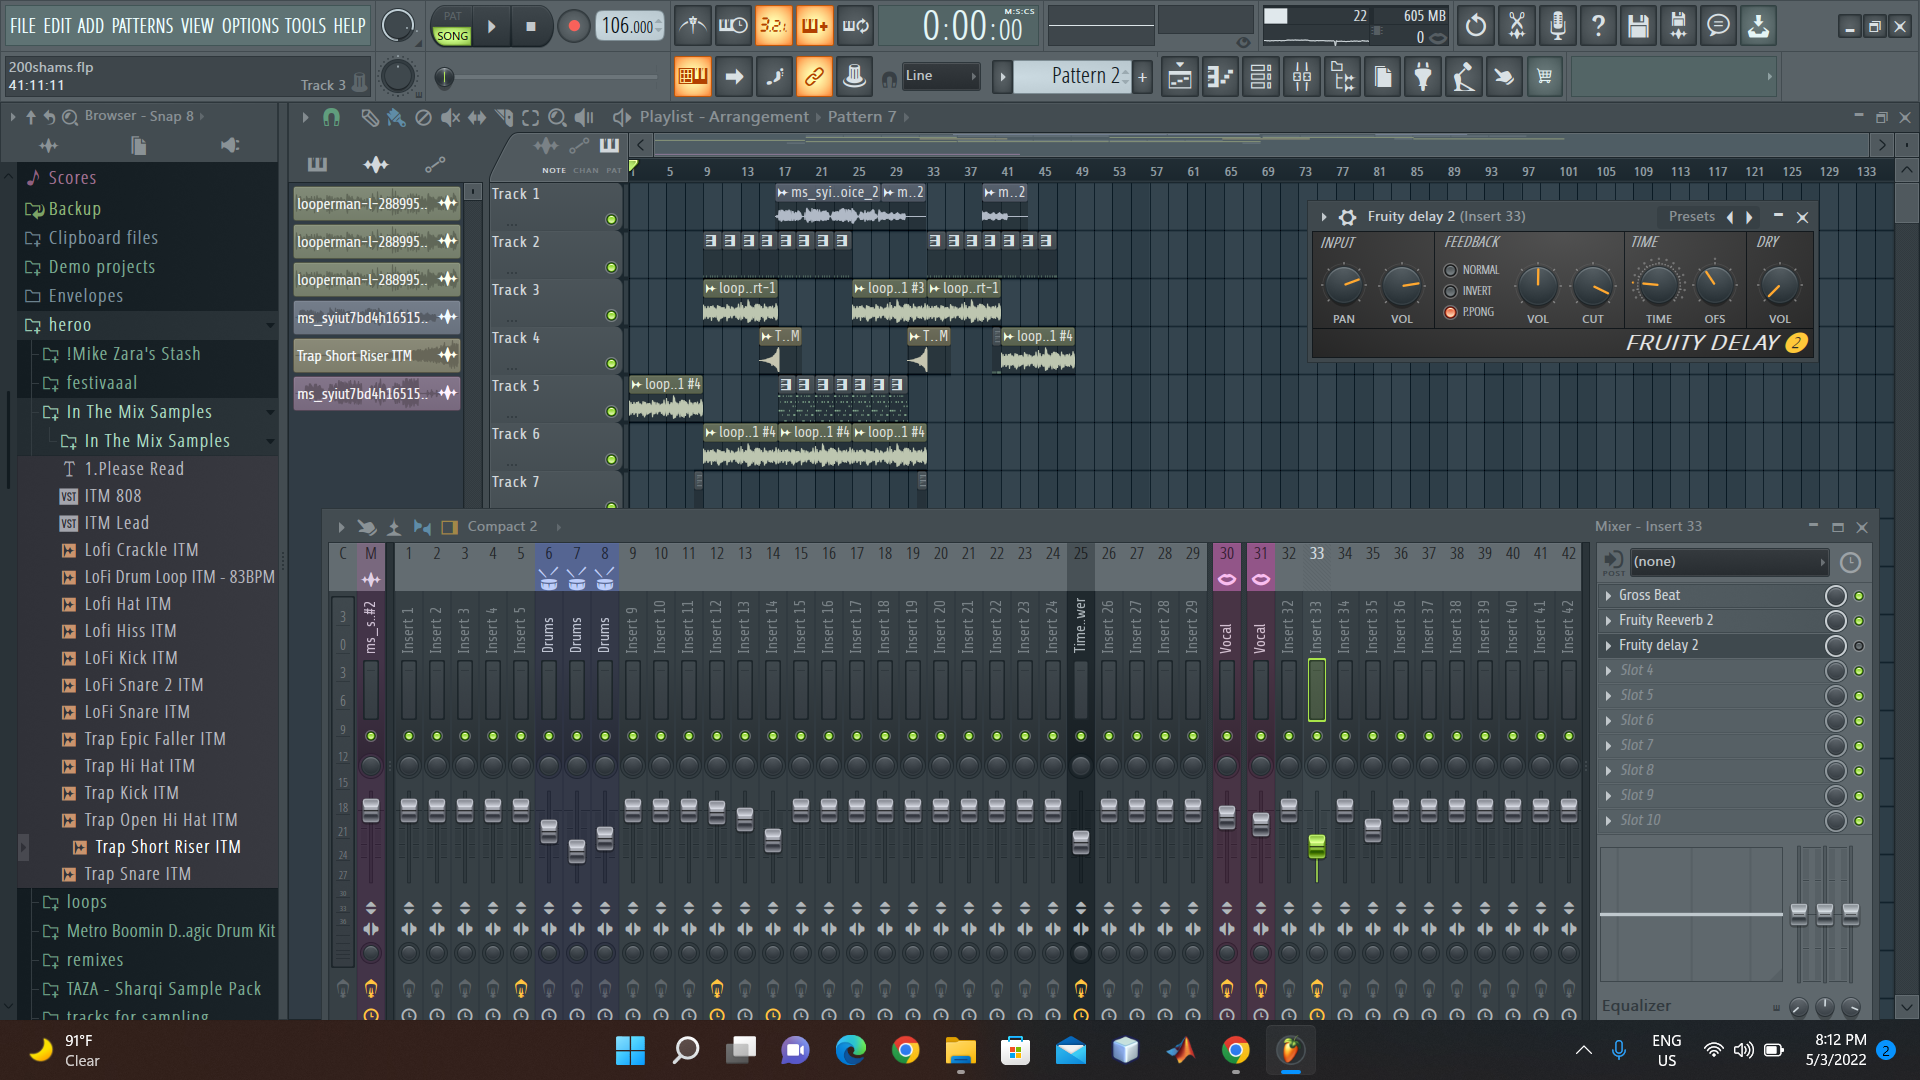 FILE EDIT ADD PATTERNS VIEW OPTIONS TOOLS HELP
PAT
SONG
106.000
3.2.
0:00:00
M:S:CS
22
605 MB
0
200shams.flp
41:11:11
Track 3
Line
Pattern 2
+
Browser - Snap 8
Playlist - Arrangement
Pattern 7
NOTE CHAN PAT
1 5 9 13 17 21 25 29 33 37 41 45 49 53 57 61 65 69 73 77 81 85 89 93 97 101 105 109 113 117 121 125 129 133
Scores
Backup
Clipboard files
Demo projects
Envelopes
heroo
!Mike Zara's Stash
festivaaal
In The Mix Samples
In The Mix Samples
1.Please Read
ITM 808
ITM Lead
Lofi Crackle ITM
LoFi Drum Loop ITM - 83BPM
Lofi Hat ITM
Lofi Hiss ITM
LoFi Kick ITM
LoFi Snare 2 ITM
LoFi Snare ITM
Trap Epic Faller ITM
Trap Hi Hat ITM
Trap Kick ITM
Trap Open Hi Hat ITM
Trap Short Riser ITM
Trap Snare ITM
loops
Metro Boomin D..agic Drum Kit
remixes
TAZA - Sharqi Sample Pack
tracks for sampling
looperman-l-288995..
looperman-l-288995..
looperman-l-288995..
ms_syiut7bd4h16515..
Trap Short Riser ITM
ms_syiut7bd4h16515..
Track 1
ms_syi..oice_2
m..2
m..2
Track 2
Track 3
loop..rt-1
loop..1 #3
loop..rt-1
Track 4
T..M
T..M
loop..1 #4
Track 5
loop..1 #4
Track 6
loop..1 #4
loop..1 #4
loop..1 #4
Track 7
Fruity delay 2 (Insert 33)
Presets
INPUT
PAN
VOL
FEEDBACK
NORMAL
INVERT
P.PONG
VOL
CUT
TIME
TIME
OFS
DRY
VOL
FRUITY DELAY 2
Compact 2
Mixer - Insert 33
C M 1 2 3 4 5 6 7 8 9 10 11 12 13 14 15 16 17 18 19 20 21 22 23 24 25 26 27 28 29 30 31 32 33 34 35 36 37 38 39 40 41 42
ms_s..#2
Insert 1
Insert 2
Insert 3
Insert 4
Insert 5
Drums
Drums
Drums
Insert 9
Insert 10
Insert 11
Insert 12
Insert 13
Insert 14
Insert 15
Insert 16
Insert 17
Insert 18
Insert 19
Insert 20
Insert 21
Insert 22
Insert 23
Insert 24
Time..wer
Insert 26
Insert 27
Insert 28
Insert 29
Vocal
Vocal
Insert 32
Insert 33
Insert 34
Insert 35
Insert 36
Insert 37
Insert 38
Insert 39
Insert 40
Insert 41
Insert 42
3
0
3
6
9
12
15
18
21
24
27
POST
(none)
Gross Beat
Fruity Reeverb 2
Fruity delay 2
Slot 4
Slot 5
Slot 6
Slot 7
Slot 8
Slot 9
Slot 10
Equalizer
91°F
Clear
ENG
US
8:12 PM
5/3/2022
2